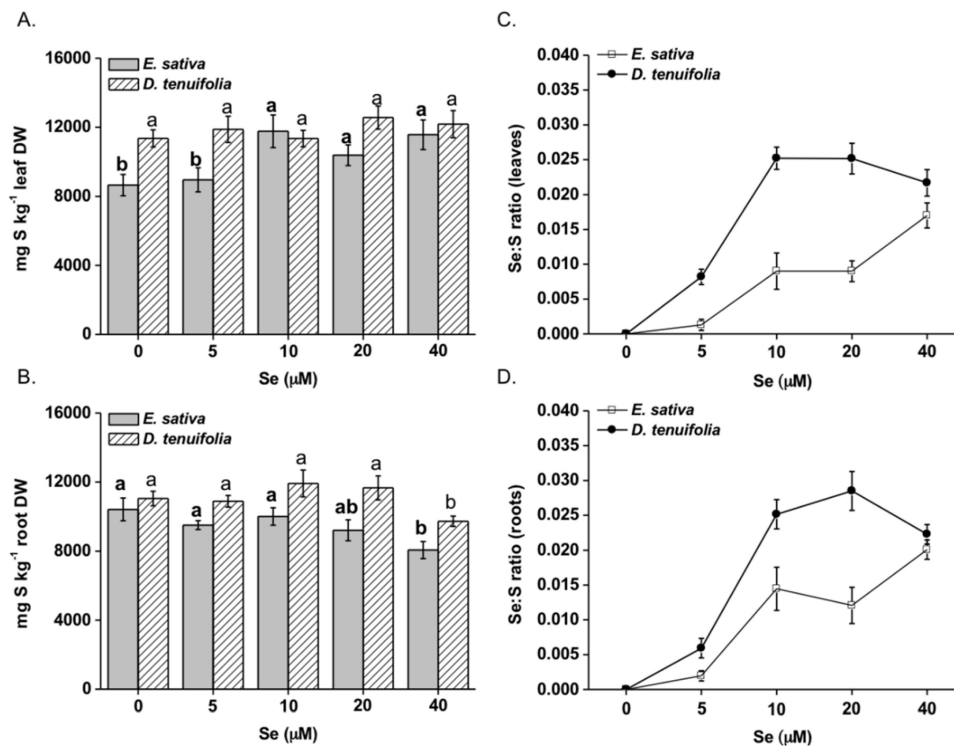 A.
16000
12000
8000
4000
0
mg S kg⁻¹ leaf DW
E. sativa
D. tenuifolia
b a b a a a a a a a
0 5 10 20 40
Se (μM)
C.
0.040
0.035
0.030
0.025
0.020
0.015
0.010
0.005
0.000
Se:S ratio (leaves)
E. sativa
D. tenuifolia
0 5 10 20 40
Se (μM)
B.
16000
12000
8000
4000
0
mg S kg⁻¹ root DW
E. sativa
D. tenuifolia
a a a a a a ab a b b
0 5 10 20 40
Se (μM)
D.
0.040
0.035
0.030
0.025
0.020
0.015
0.010
0.005
0.000
Se:S ratio (roots)
E. sativa
D. tenuifolia
0 5 10 20 40
Se (μM)